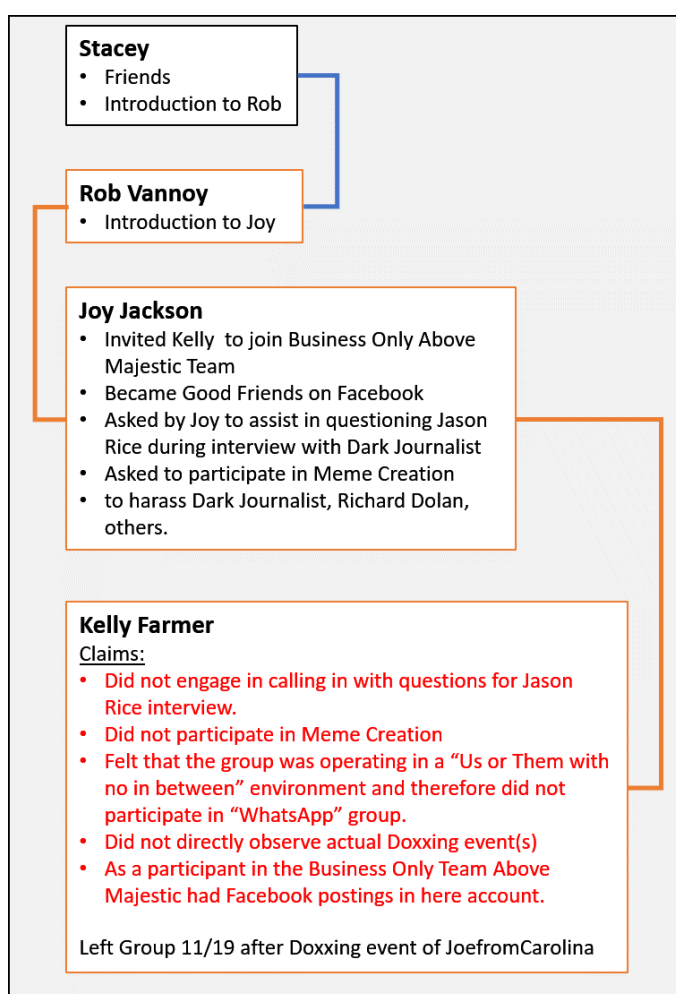 Stacey
• Friends
• Introduction to Rob
Rob Vannoy
• Introduction to Joy
Joy Jackson
• Invited Kelly to join Business Only Above
Majestic Team
• Became Good Friends on Facebook
• Asked by Joy to assist in questioning Jason
Rice during interview with Dark Journalist
• Asked to participate in Meme Creation
• to harass Dark Journalist, Richard Dolan,
others.
Kelly Farmer
Claims:
• Did not engage in calling in with questions for Jason
Rice interview.
• Did not participate in Meme Creation
• Felt that the group was operating in a “Us or Them with
no in between” environment and therefore did not
participate in “WhatsApp” group.
• Did not directly observe actual Doxxing event(s)
• As a participant in the Business Only Team Above
Majestic had Facebook postings in here account.
Left Group 11/19 after Doxxing event of JoefromCarolina